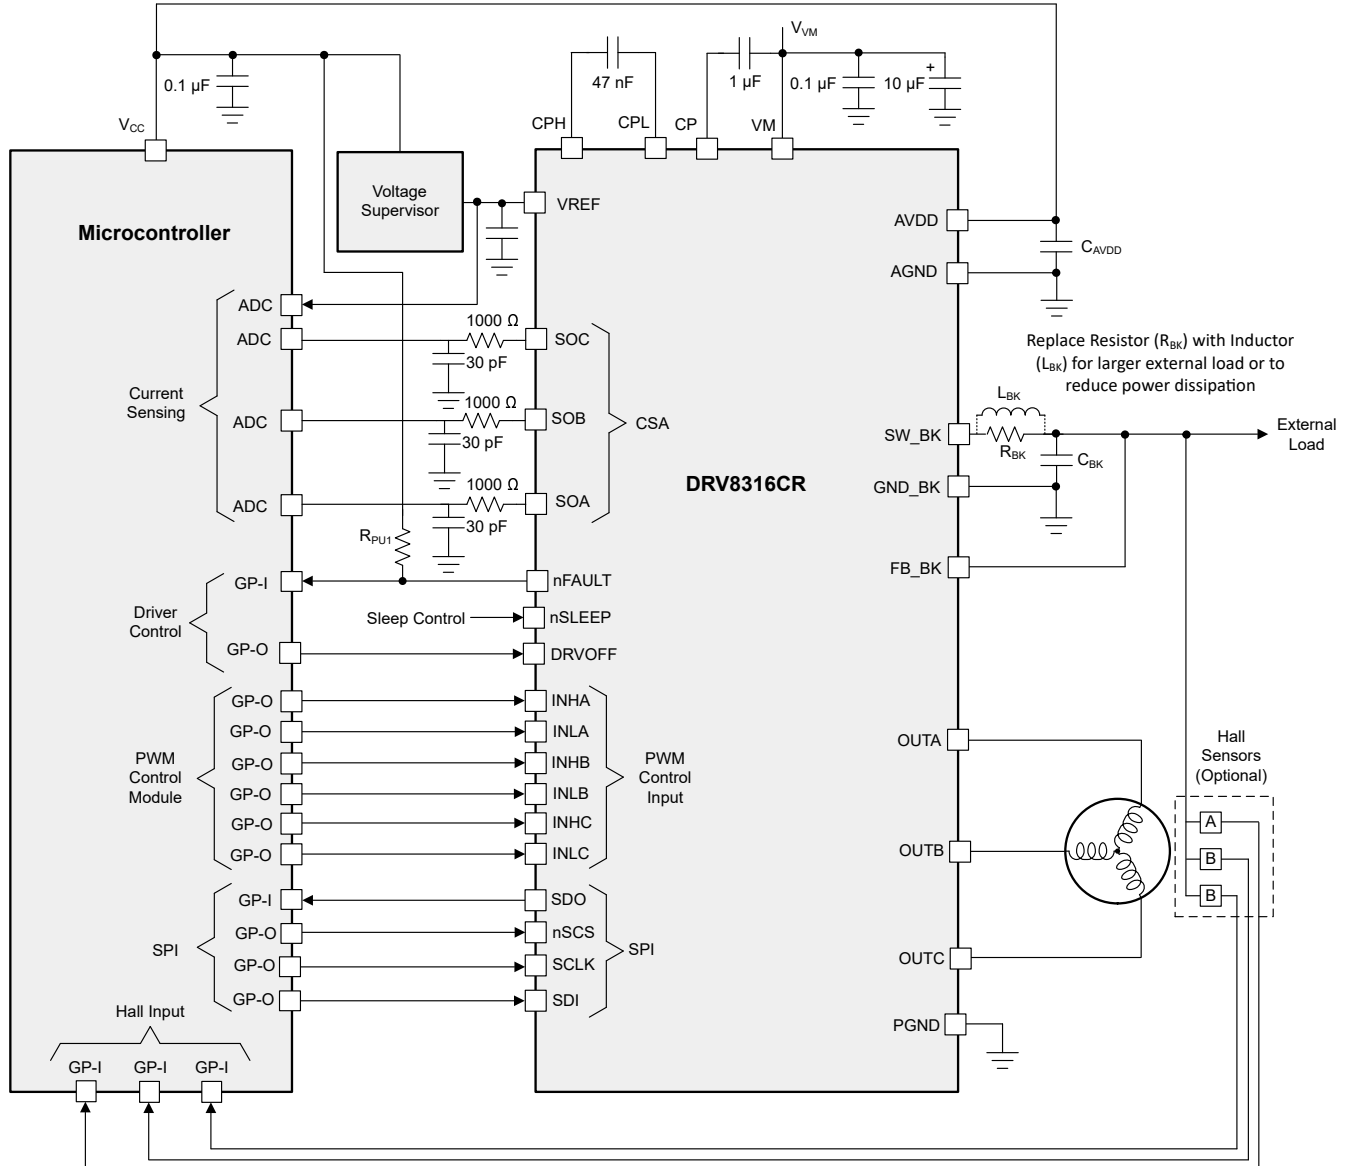 V_VM
+
0.1 µF
47 nF
1 µF
0.1 µF
10 µF
V_CC
CPH
CPL
CP
VM
Voltage
Supervisor
VREF
AVDD
C_AVDD
AGND
Microcontroller
ADC
ADC
ADC
ADC
Current
Sensing
1000 Ω
30 pF
1000 Ω
30 pF
1000 Ω
30 pF
SOC
SOB
SOA
CSA
Replace Resistor (R_BK) with Inductor
(L_BK) for larger external load or to
reduce power dissipation
L_BK
SW_BK
R_BK
C_BK
External
Load
GND_BK
FB_BK
DRV8316CR
R_PU1
GP-I
nFAULT
Driver
Control
Sleep Control
nSLEEP
GP-O
DRVOFF
GP-O
INHA
GP-O
INLA
GP-O
INHB
GP-O
INLB
GP-O
INHC
GP-O
INLC
PWM
Control
Module
PWM
Control
Input
OUTA
OUTB
OUTC
PGND
Hall
Sensors
(Optional)
A
B
B
GP-I
SDO
GP-O
nSCS
GP-O
SCLK
GP-O
SDI
SPI
SPI
Hall Input
GP-I
GP-I
GP-I